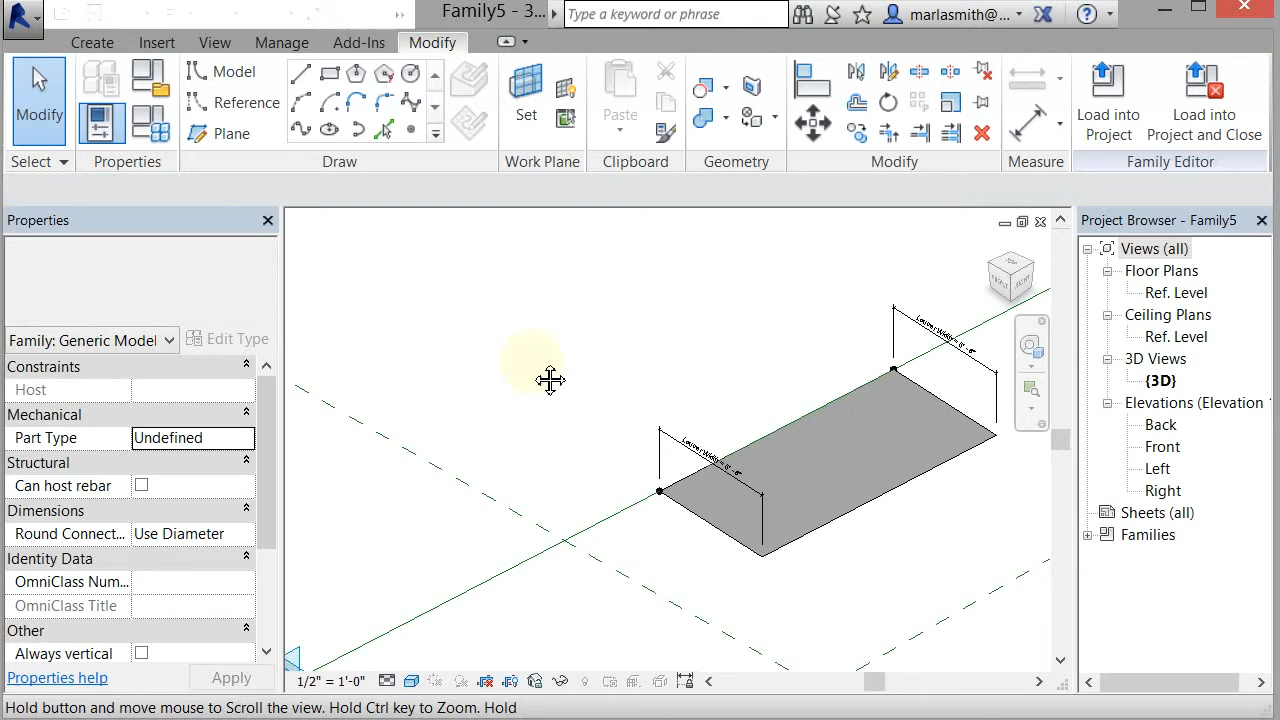 Family5 - 3...
Type a keyword or phrase
marlasmith@...
Create
Insert
View
Manage
Add-Ins
Modify
Modify
Model
Reference
Plane
Set
Paste
Load into
Project
Load into
Project and Close
Select
Properties
Draw
Work Plane
Clipboard
Geometry
Modify
Measure
Family Editor
Properties
Family: Generic Model
Edit Type
Constraints
Host
Mechanical
Part Type
Undefined
Structural
Can host rebar
Dimensions
Round Connect...
Use Diameter
Identity Data
OmniClass Num...
OmniClass Title
Other
Always vertical
Properties help
Apply
TOP
FRONT
RIGHT
1/2" = 1'-0"
Project Browser - Family5
Views (all)
Floor Plans
Ref. Level
Ceiling Plans
Ref. Level
3D Views
{3D}
Elevations (Elevation
Back
Front
Left
Right
Sheets (all)
Families
Hold button and move mouse to Scroll the view. Hold Ctrl key to Zoom. Hold